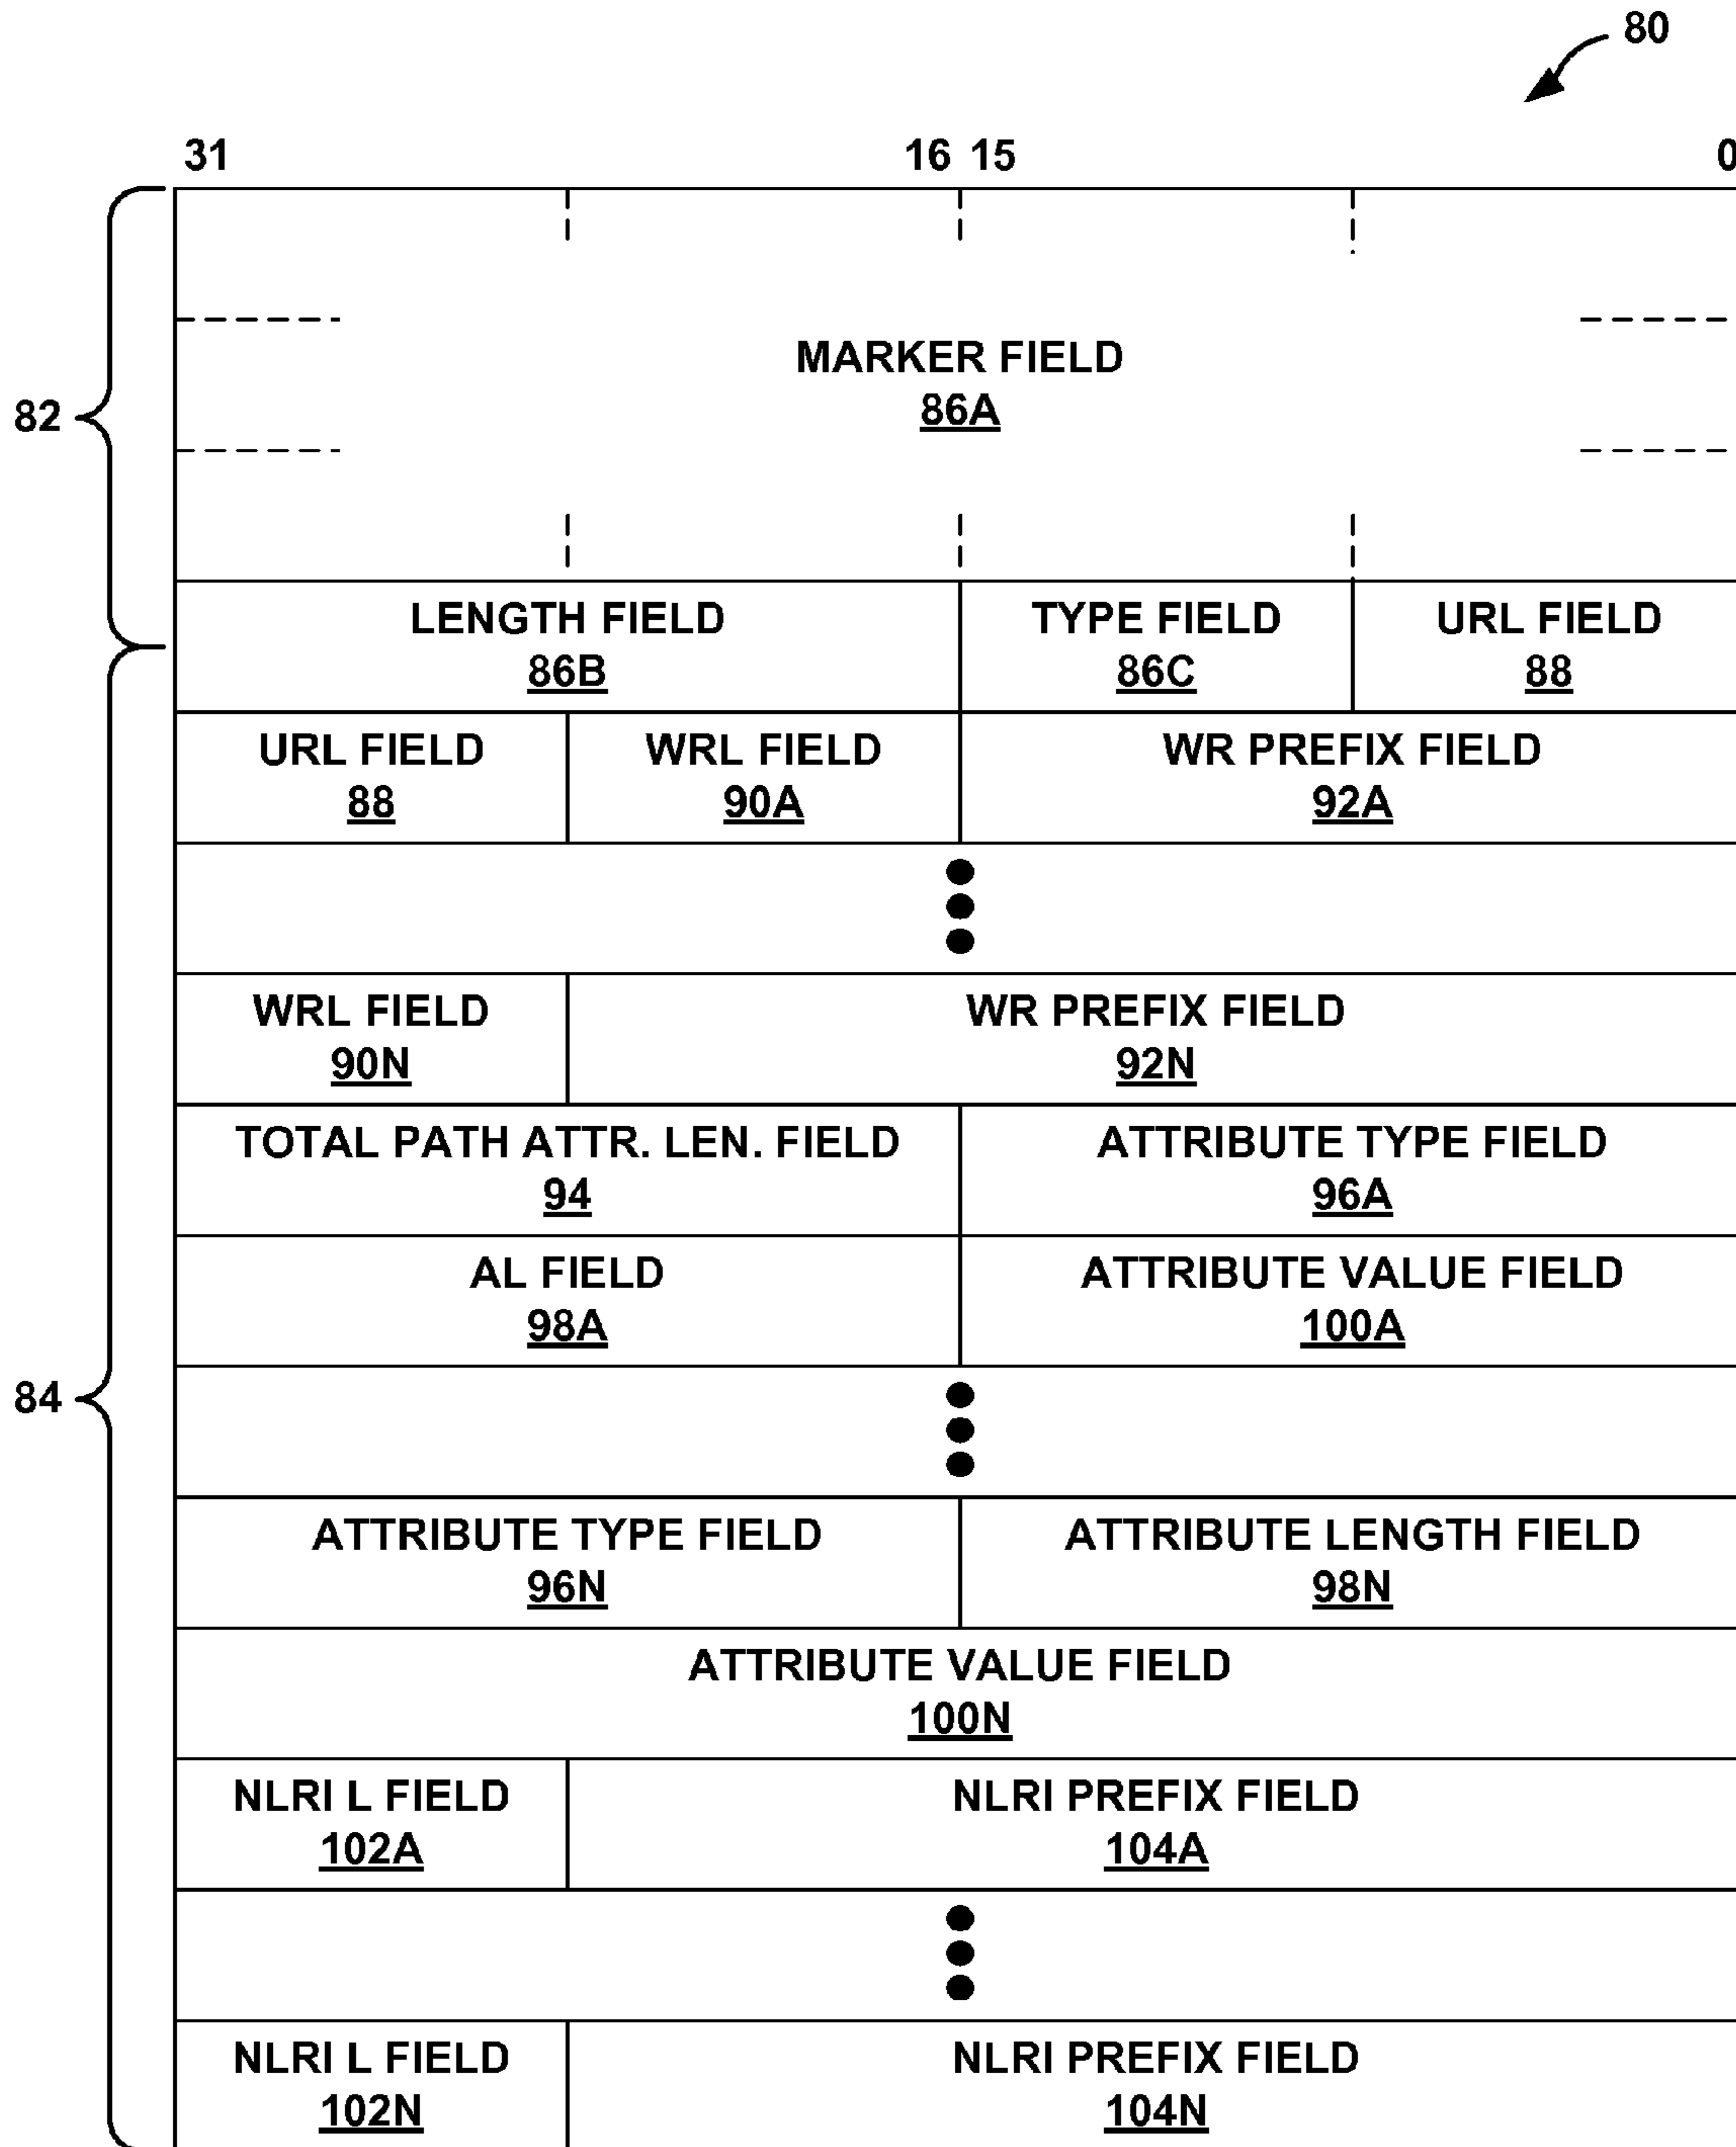 80
31 16 15 0
MARKER FIELD
86A
82
LENGTH FIELD TYPE FIELD URL FIELD
86B 86C 88
URL FIELD WRL FIELD WR PREFIX FIELD
88 90A 92A
WRL FIELD WR PREFIX FIELD
90N 92N
TOTAL PATH ATTR. LEN. FIELD ATTRIBUTE TYPE FIELD
94 96A
AL FIELD ATTRIBUTE VALUE FIELD
98A 100A
84
ATTRIBUTE TYPE FIELD ATTRIBUTE LENGTH FIELD
96N 98N
ATTRIBUTE VALUE FIELD
100N
NLRI L FIELD NLRI PREFIX FIELD
102A 104A
NLRI L FIELD NLRI PREFIX FIELD
102N 104N